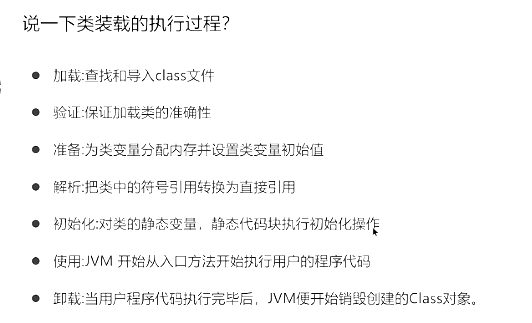 说一下类装载的执行过程?
● 加载:查找和导入class文件
● 验证:保证加载类的准确性
● 准备:为类变量分配内存并设置类变量初始值
● 解析:把类中的符号引用转换为直接引用
● 初始化:对类的静态变量，静态代码块执行初始化操作
● 使用:JVM 开始从入口方法开始执行用户的程序代码
● 卸载:当用户程序代码执行完毕后，JVM便开始销毁创建的Class对象。